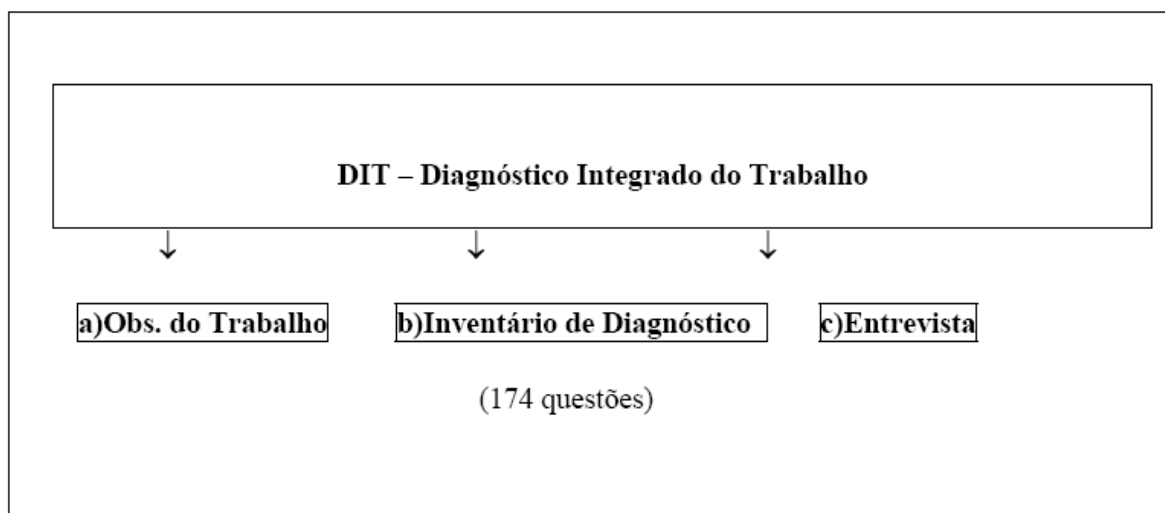 DIT – Diagnóstico Integrado do Trabalho
↓ ↓ ↓
a)Obs. do Trabalho b)Inventário de Diagnóstico c)Entrevista
(174 questões)